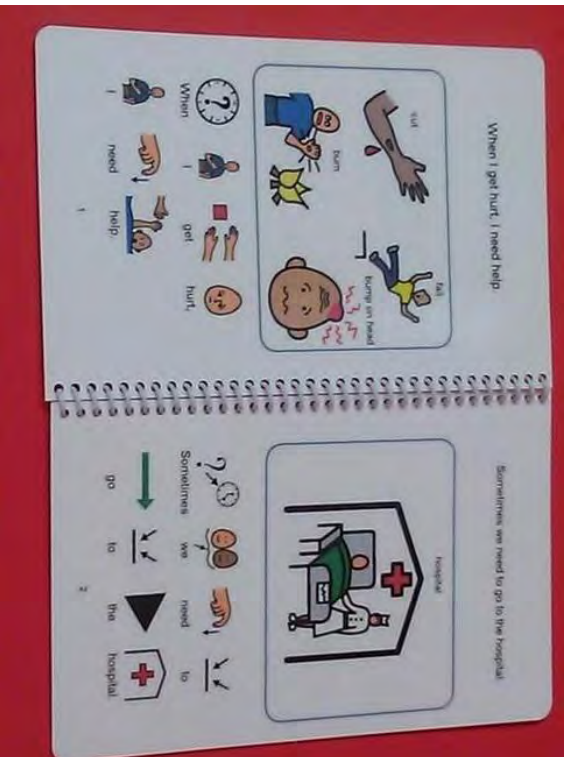 When I get hurt, I need help.
cut
fall
burn
bump on head
When I get hurt,
I need help.
1
Sometimes we need to go to the hospital.
hospital
Sometimes we need to
go to the hospital.
2